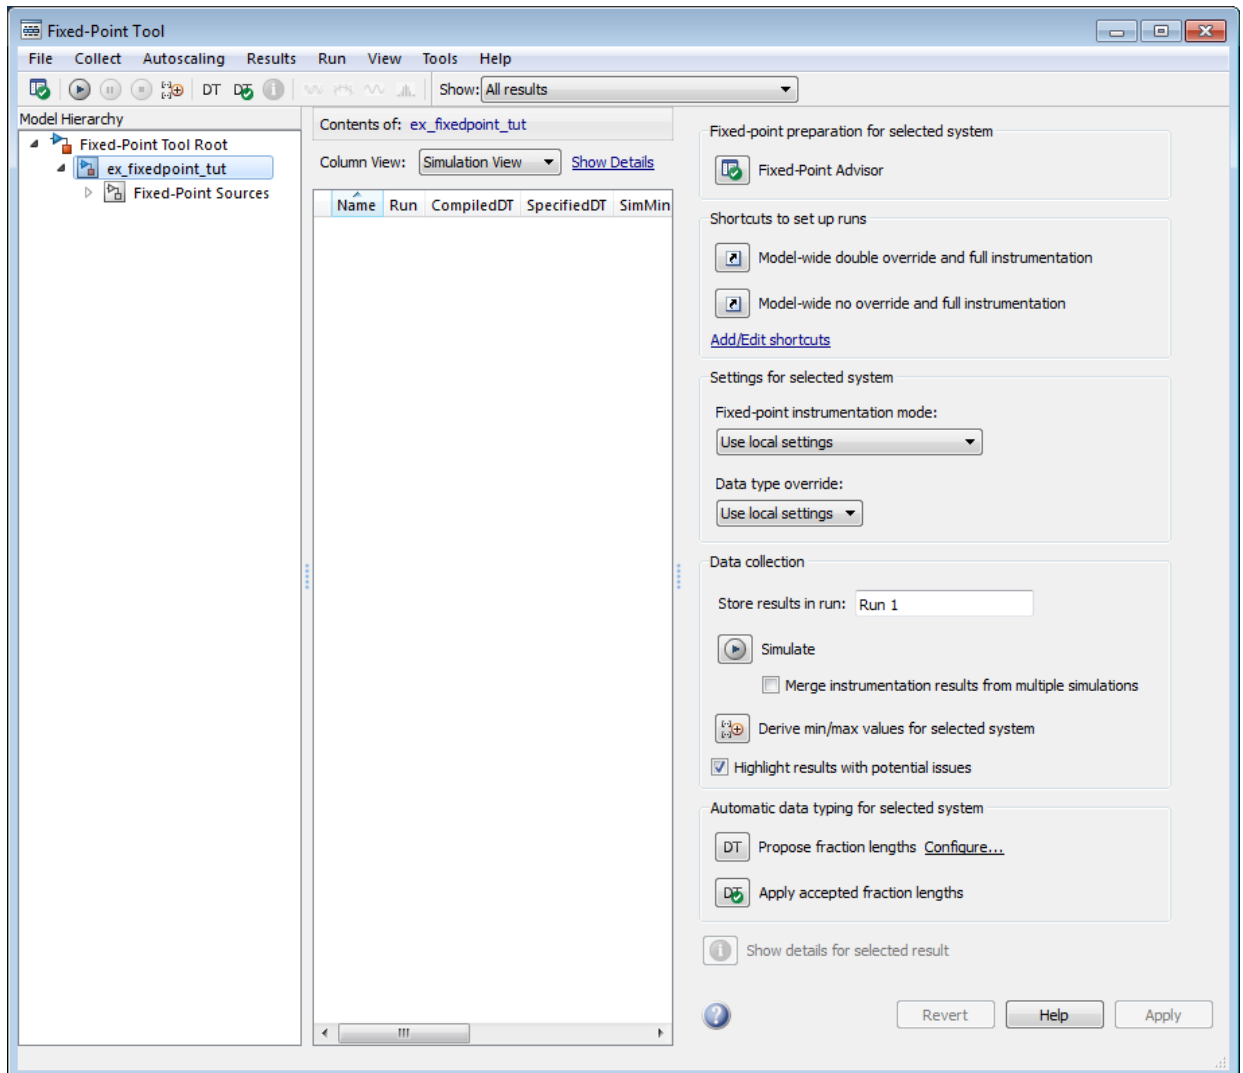 Fixed-Point Tool
File Collect Autoscaling Results Run View Tools Help
DT DT Show: All results
Model Hierarchy
Fixed-Point Tool Root
ex_fixedpoint_tut
Fixed-Point Sources
Contents of: ex_fixedpoint_tut
Column View: Simulation View Show Details
Name Run CompiledDT SpecifiedDT SimMin
Fixed-point preparation for selected system
Fixed-Point Advisor
Shortcuts to set up runs
Model-wide double override and full instrumentation
Model-wide no override and full instrumentation
Add/Edit shortcuts
Settings for selected system
Fixed-point instrumentation mode:
Use local settings
Data type override:
Use local settings
Data collection
Store results in run: Run 1
Simulate
Merge instrumentation results from multiple simulations
Derive min/max values for selected system
Highlight results with potential issues
Automatic data typing for selected system
DT Propose fraction lengths Configure...
DT Apply accepted fraction lengths
Show details for selected result
Revert Help Apply